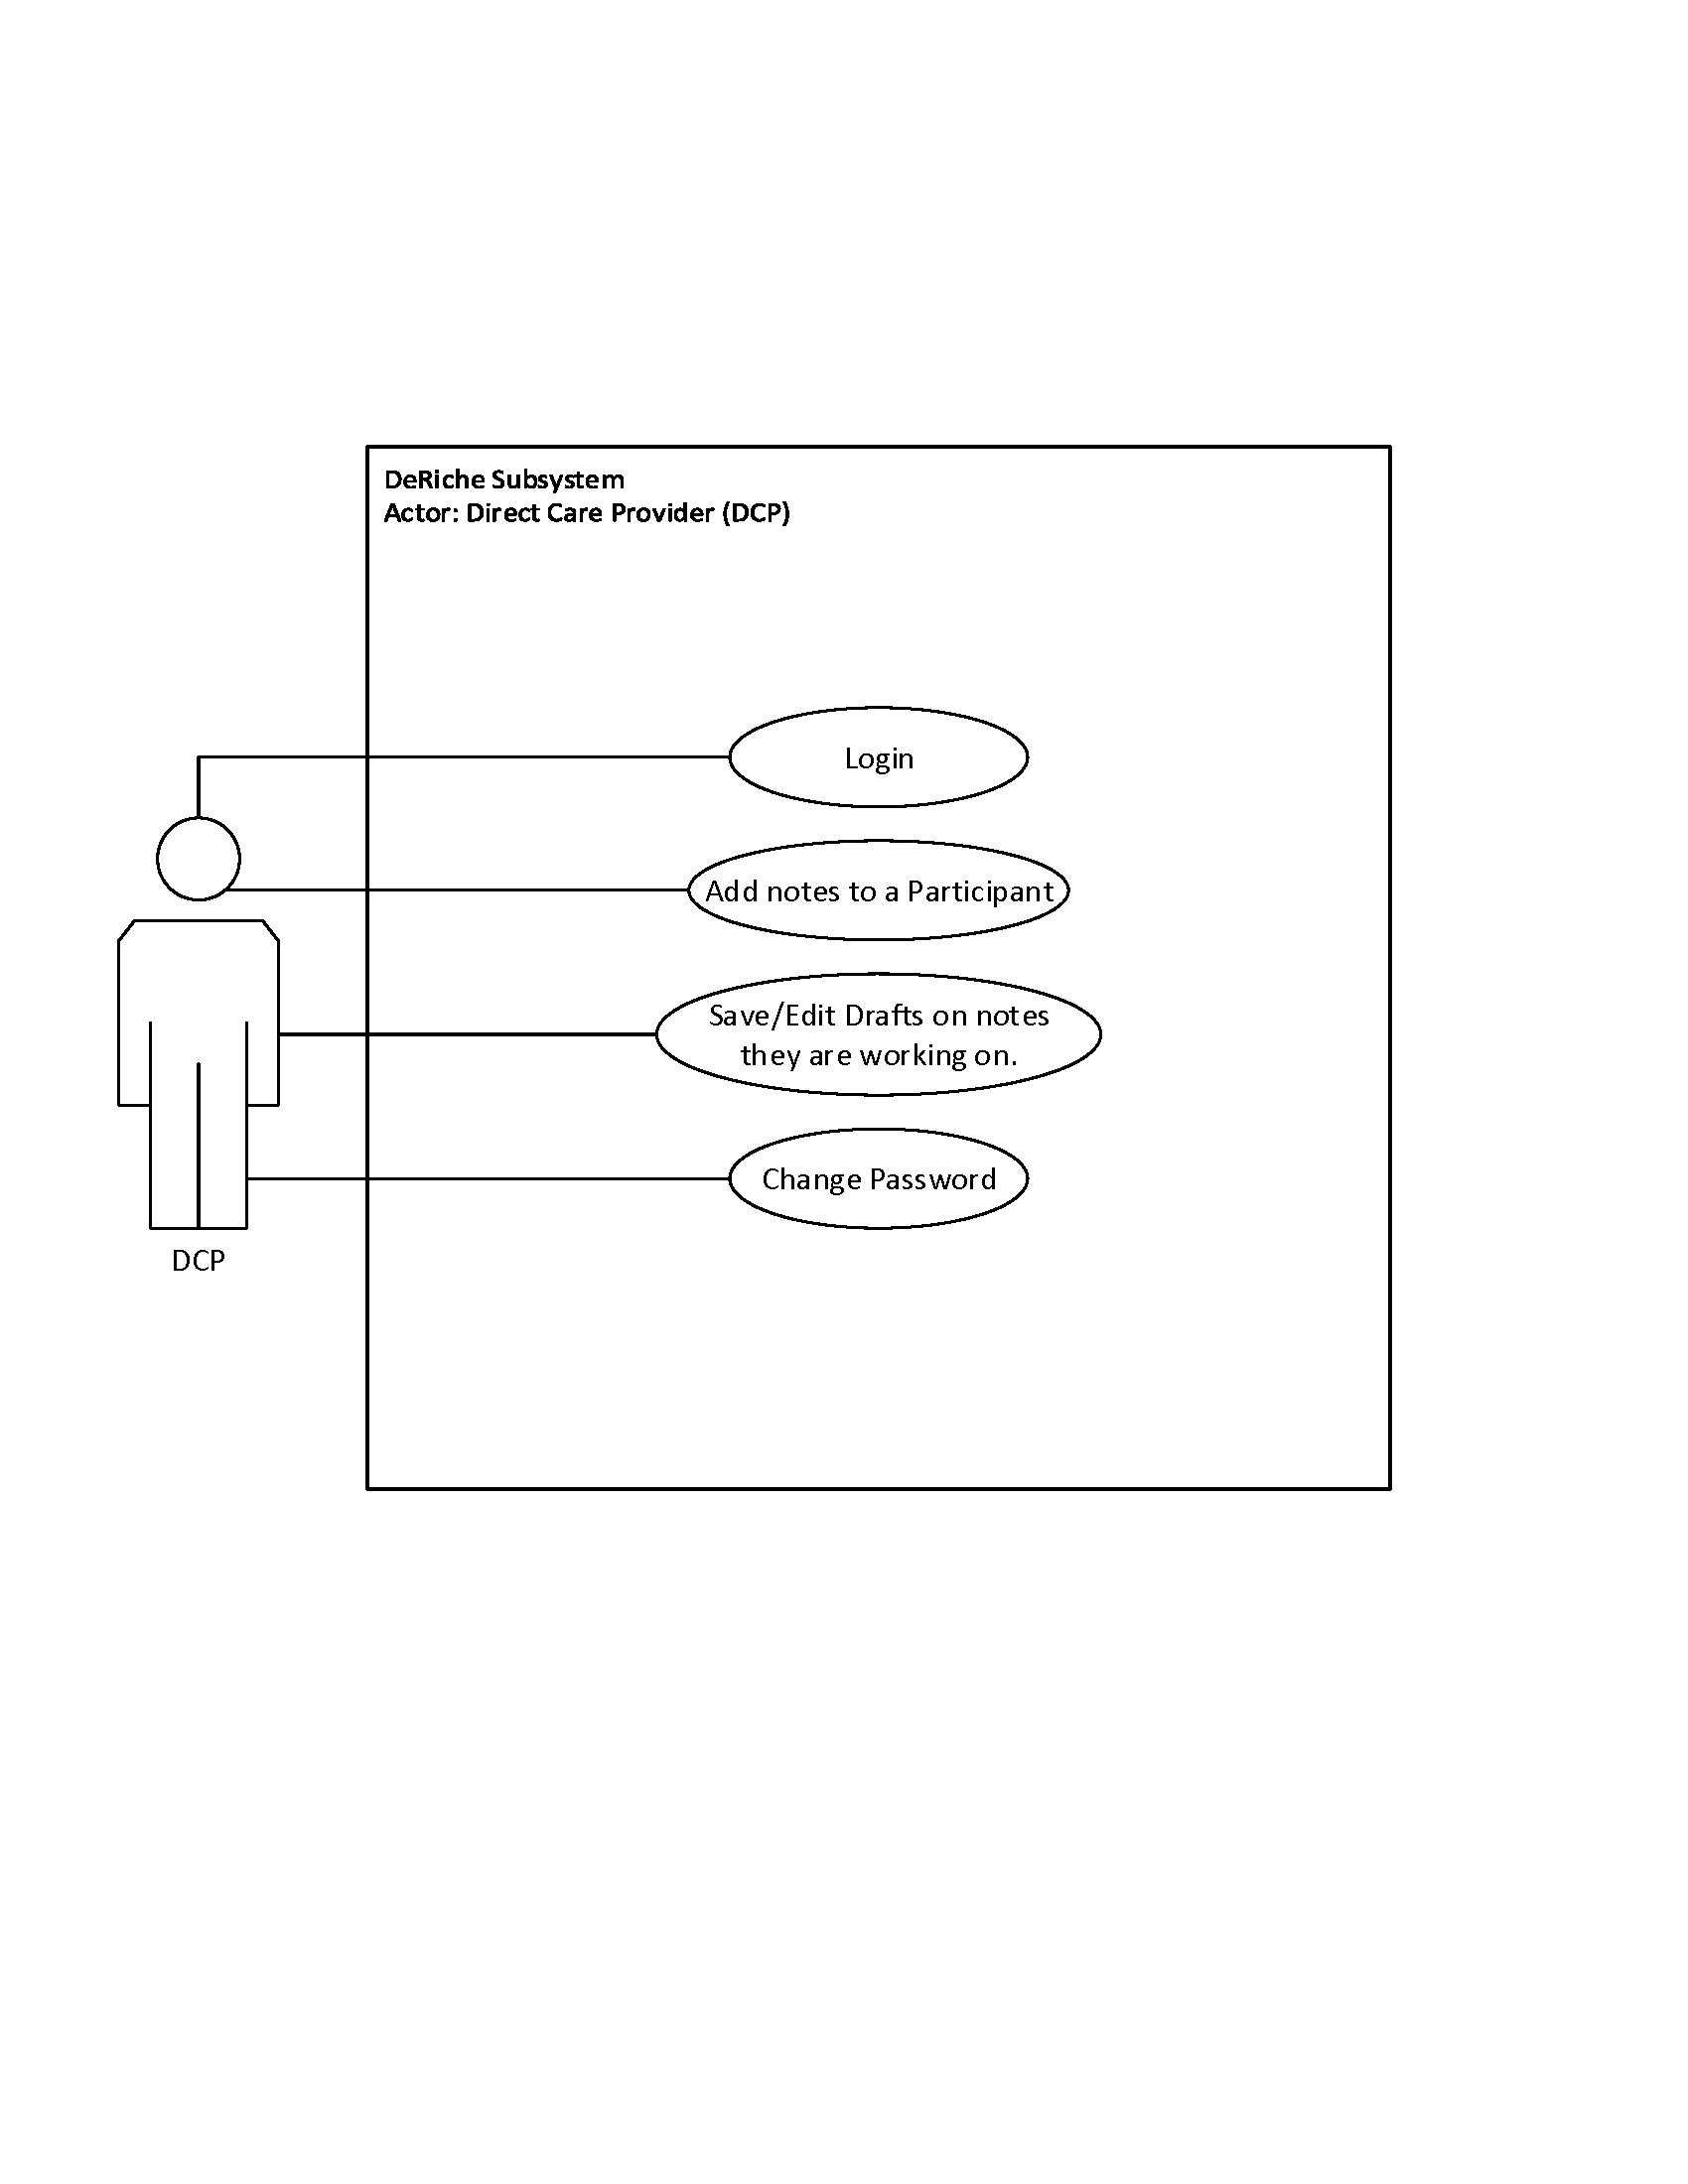 DeRiche Subsystem
Actor: Direct Care Provider (DCP)
Login
Add notes to a Participant
Save/Edit Drafts on notes
they are working on.
Change Password
DCP